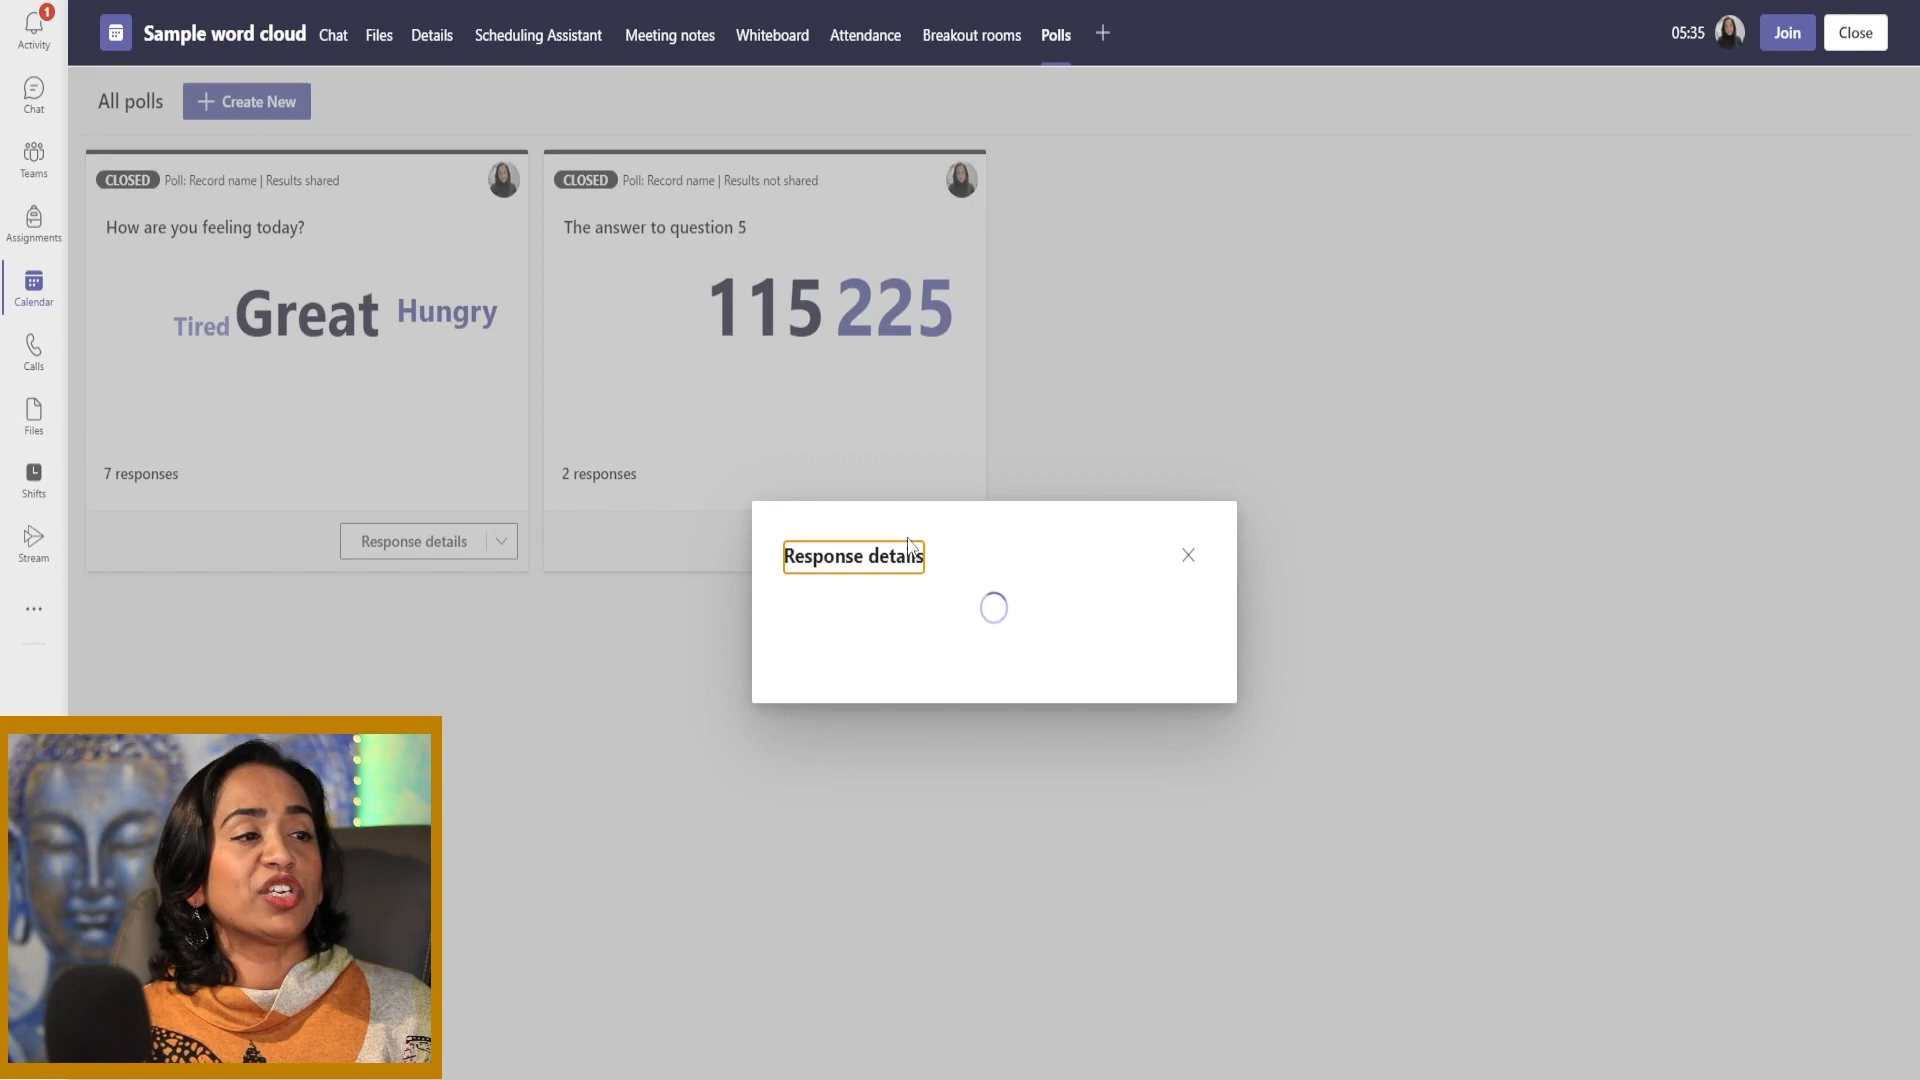 1
Activity
Chat
Teams
Assignments
Calendar
Calls
Files
Shifts
Stream
Sample word cloud Chat Files Details Scheduling Assistant Meeting notes Whiteboard Attendance Breakout rooms Polls
05:35 Join Close
All polls Create New
CLOSED Poll: Record name | Results shared
How are you feeling today?
Tired Great Hungry
7 responses
Response details
CLOSED Poll: Record name | Results not shared
The answer to question 5
115 225
2 responses
Response details